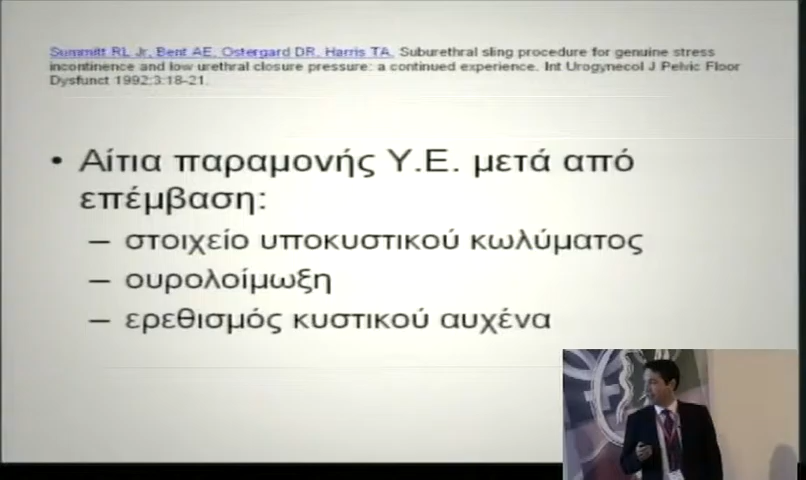 Summitt RL Jr, Bent AE, Ostergard DR, Harris TA. Suburethral sling procedure for genuine stress
incontinence and low urethral closure pressure: a continued experience. Int Urogynecol J Pelvic Floor
Dysfunct 1992;3:18-21.
• Αίτια παραμονής Υ.Ε. μετά από
επέμβαση:
– στοιχείο υποκυστικού κωλύματος
– ουρολοίμωξη
– ερεθισμός κυστικού αυχένα